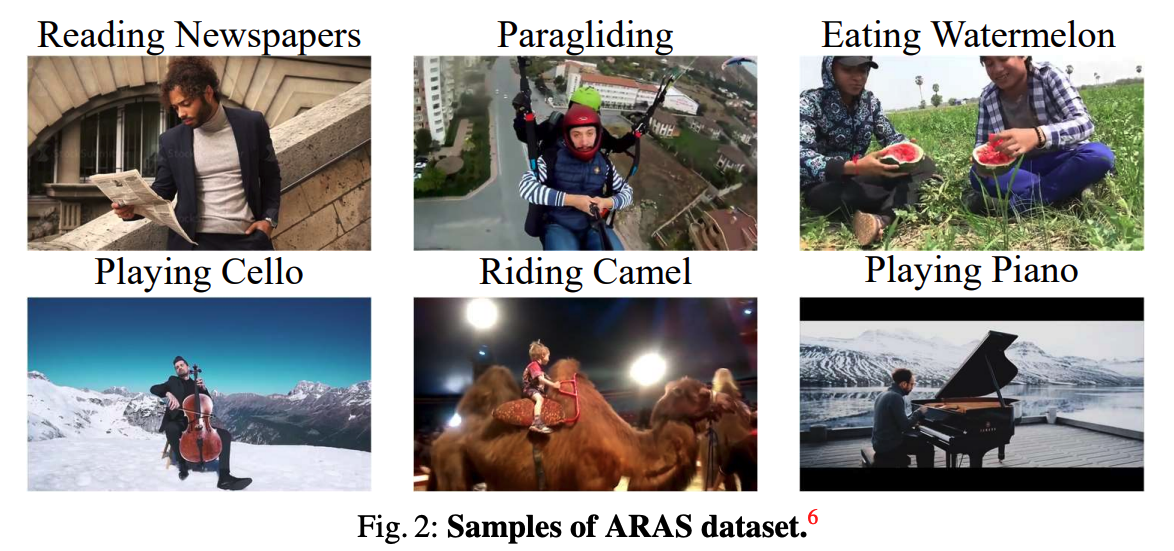 Reading Newspapers
Paragliding
Eating Watermelon
Playing Cello
Riding Camel
Playing Piano
Fig. 2: Samples of ARAS dataset.6